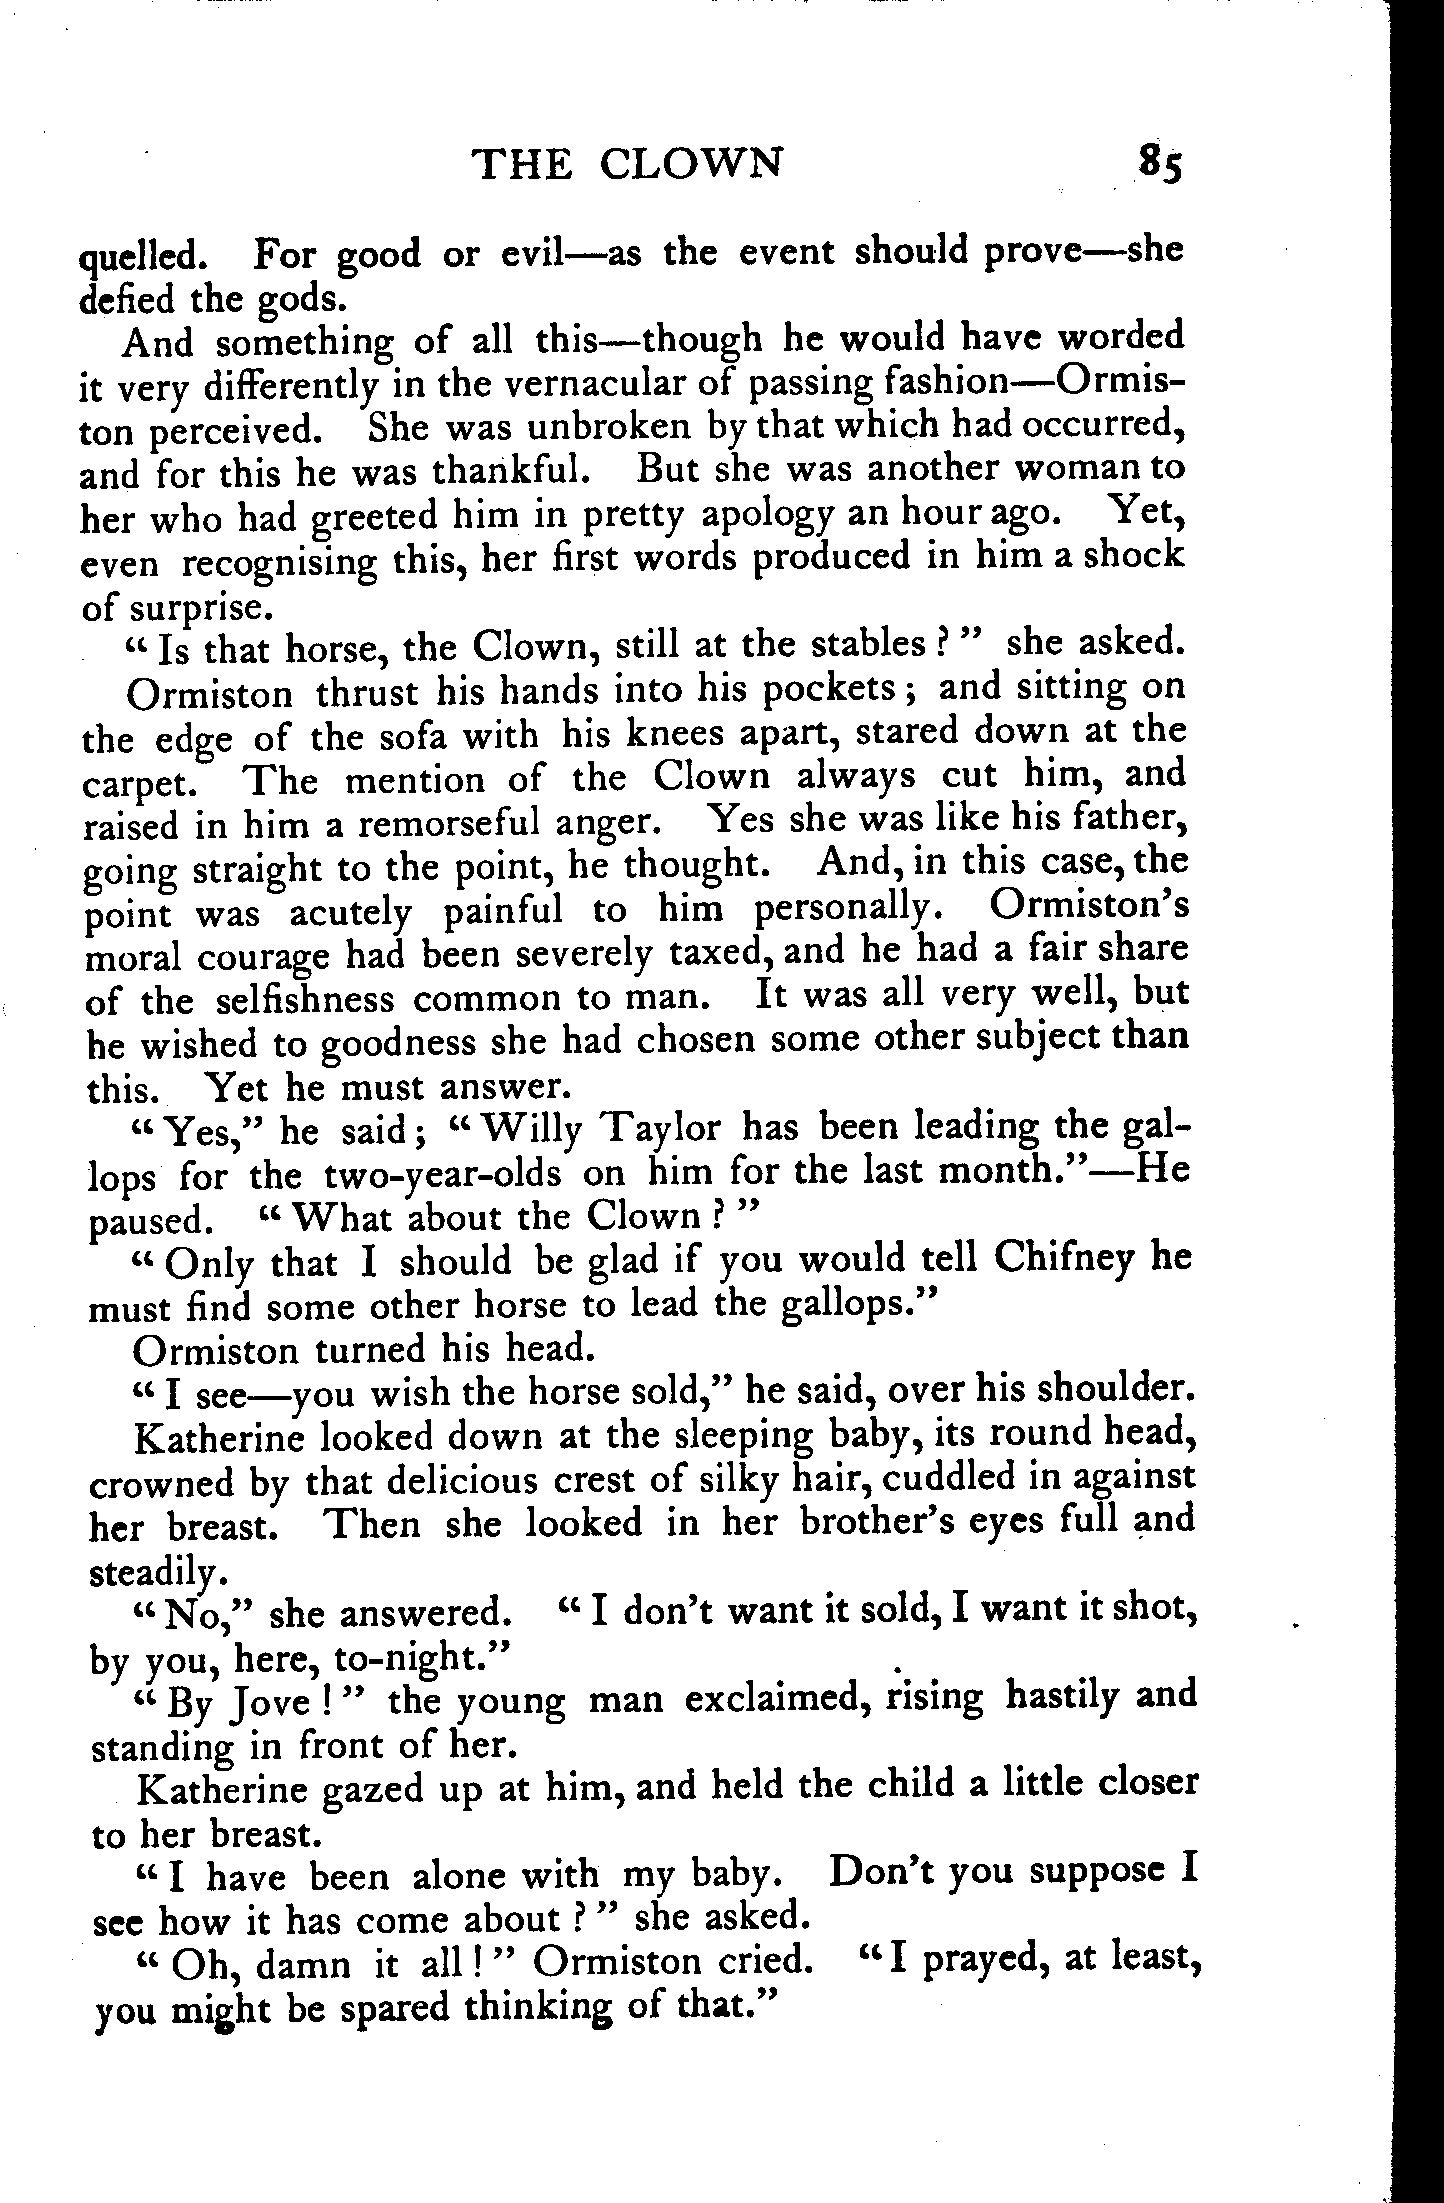 THE CLOWN 85
quelled. For good or evil—as the event should prove—she
defied the gods.
And something of all this—though he would have worded
it very differently in the vernacular of passing fashion—Ormis-
ton perceived. She was unbroken by that which had occurred,
and for this he was thankful. But she was another woman to
her who had greeted him in pretty apology an hour ago. Yet,
even recognising this, her first words produced in him a shock
of surprise.
“Is that horse, the Clown, still at the stables?” she asked.
Ormiston thrust his hands into his pockets; and sitting on
the edge of the sofa with his knees apart, stared down at the
carpet. The mention of the Clown always cut him, and
raised in him a remorseful anger. Yes she was like his father,
going straight to the point, he thought. And, in this case, the
point was acutely painful to him personally. Ormiston’s
moral courage had been severely taxed, and he had a fair share
of the selfishness common to man. It was all very well, but
he wished to goodness she had chosen some other subject than
this. Yet he must answer.
“Yes,” he said; “Willy Taylor has been leading the gal-
lops for the two-year-olds on him for the last month.”—He
paused. “What about the Clown?”
“Only that I should be glad if you would tell Chifney he
must find some other horse to lead the gallops.”
Ormiston turned his head.
“I see—you wish the horse sold,” he said, over his shoulder.
Katherine looked down at the sleeping baby, its round head,
crowned by that delicious crest of silky hair, cuddled in against
her breast. Then she looked in her brother’s eyes full and
steadily.
“No,” she answered. “I don’t want it sold, I want it shot,
by you, here, to-night.”
“By Jove!” the young man exclaimed, rising hastily and
standing in front of her.
Katherine gazed up at him, and held the child a little closer
to her breast.
“I have been alone with my baby. Don’t you suppose I
see how it has come about?” she asked.
“Oh, damn it all!” Ormiston cried. “I prayed, at least,
you might be spared thinking of that.”